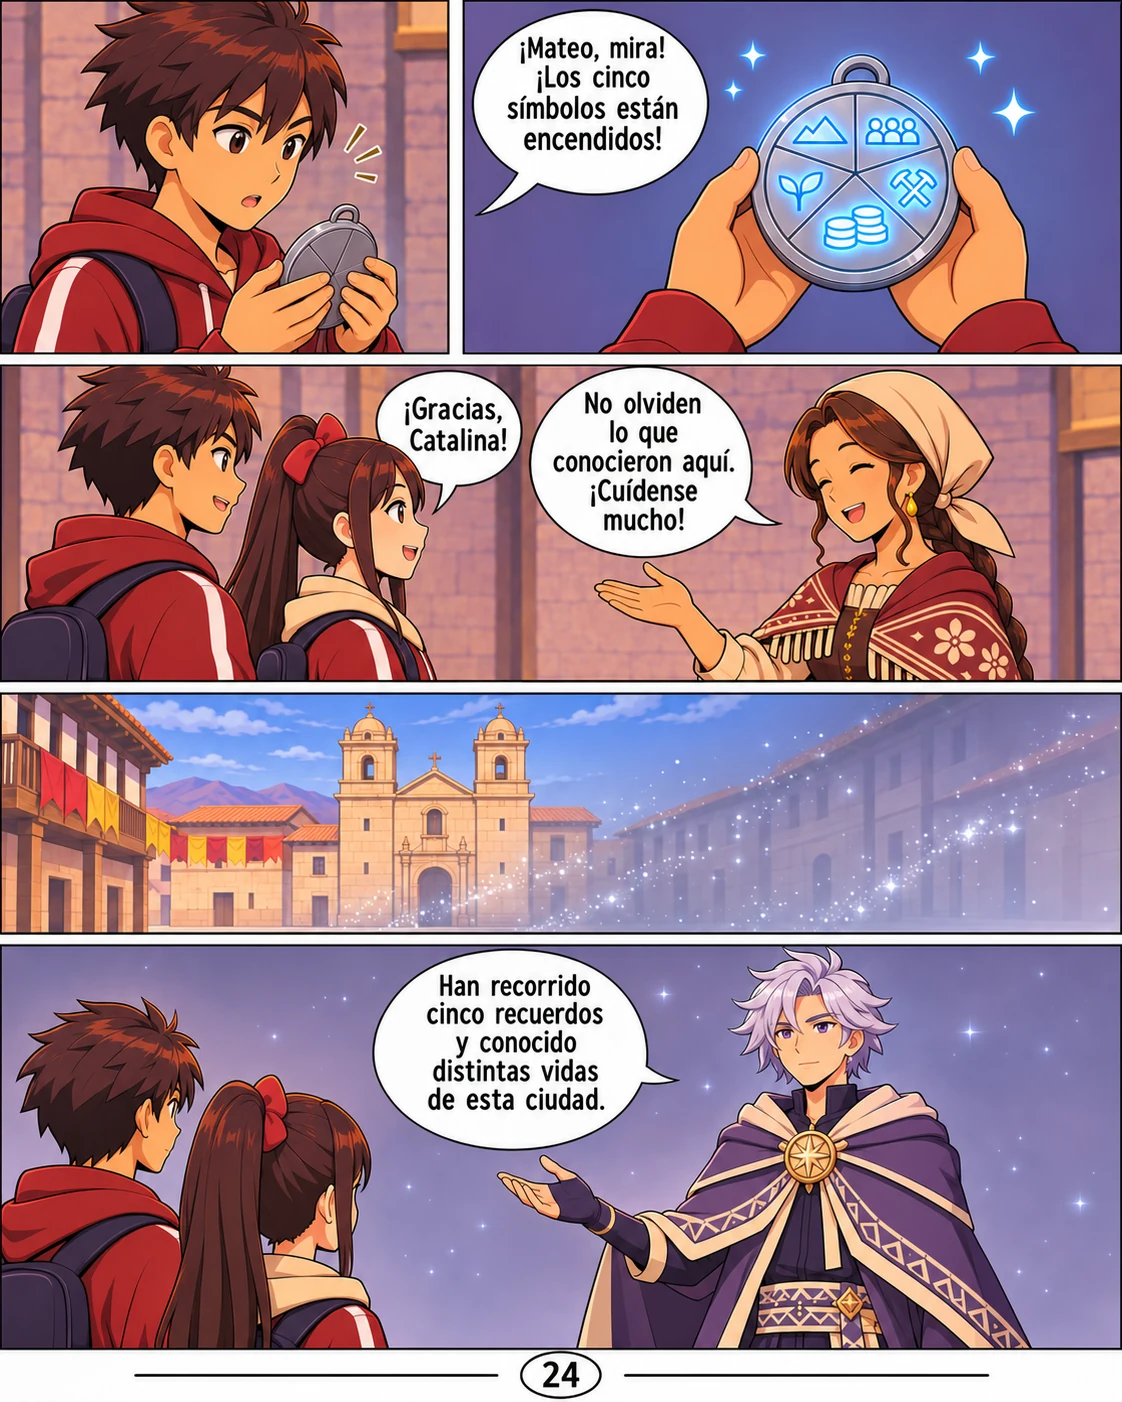 ¡Mateo, mira!
¡Los cinco
símbolos están
encendidos!
¡Gracias,
Catalina!
No olviden
lo que
conocieron aquí.
¡Cuídense
mucho!
Han recorrido
cinco recuerdos
y conocido
distintas vidas
de esta ciudad.
24